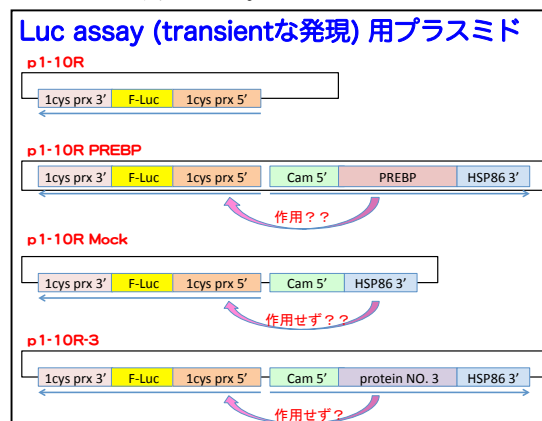 Luc assay (transientな発現) 用プラスミド
p1-10R
1cys prx 3’ F-Luc 1cys prx 5’
p1-10R PREBP
1cys prx 3’ F-Luc 1cys prx 5’ Cam 5’ PREBP HSP86 3’
作用？？
p1-10R Mock
1cys prx 3’ F-Luc 1cys prx 5’ Cam 5’ HSP86 3’
作用せず？？
p1-10R-3
1cys prx 3’ F-Luc 1cys prx 5’ Cam 5’ protein NO. 3 HSP86 3’
作用せず？